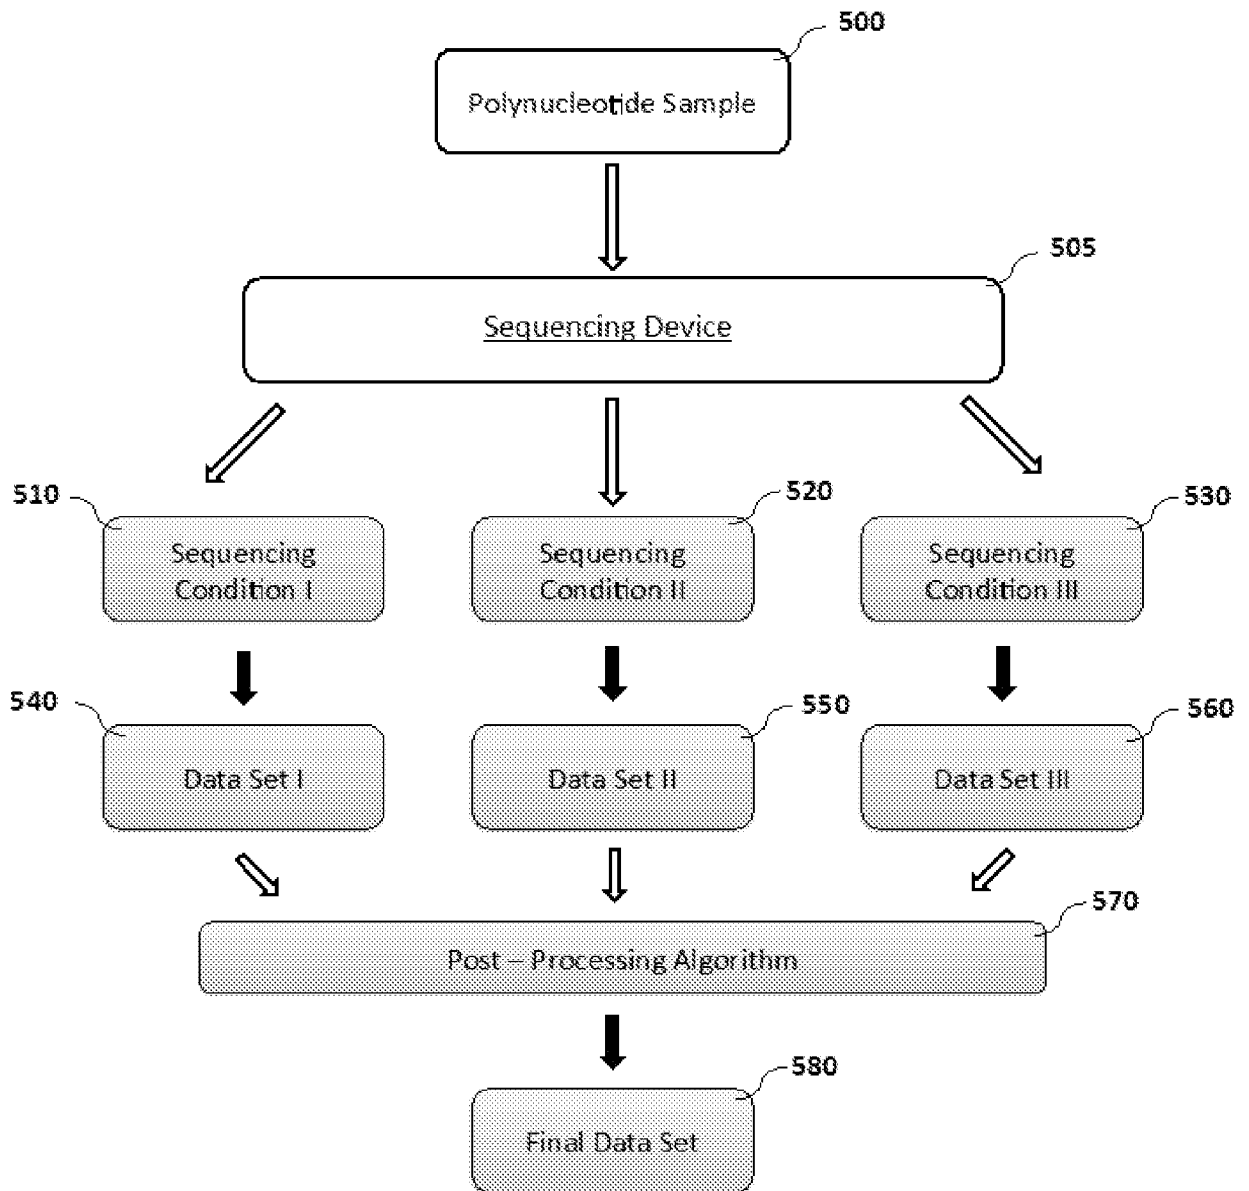 500
Polynucleotide Sample
505
Sequencing Device
510
520
530
Sequencing
Condition I
Sequencing
Condition II
Sequencing
Condition III
540
550
560
Data Set I
Data Set II
Data Set III
570
Post – Processing Algorithm
580
Final Data Set